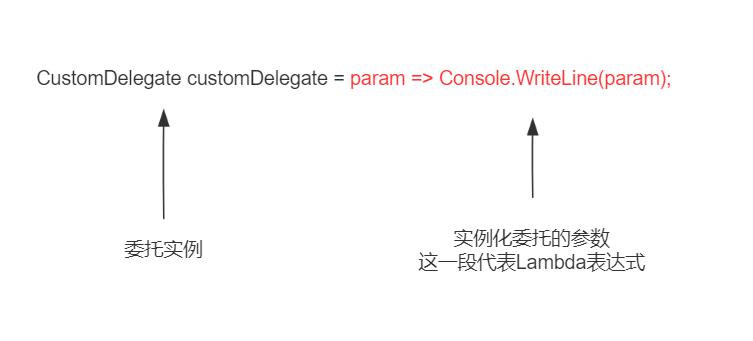 CustomDelegate customDelegate = param => Console.WriteLine(param);
委托实例
实例化委托的参数
这一段代表Lambda表达式